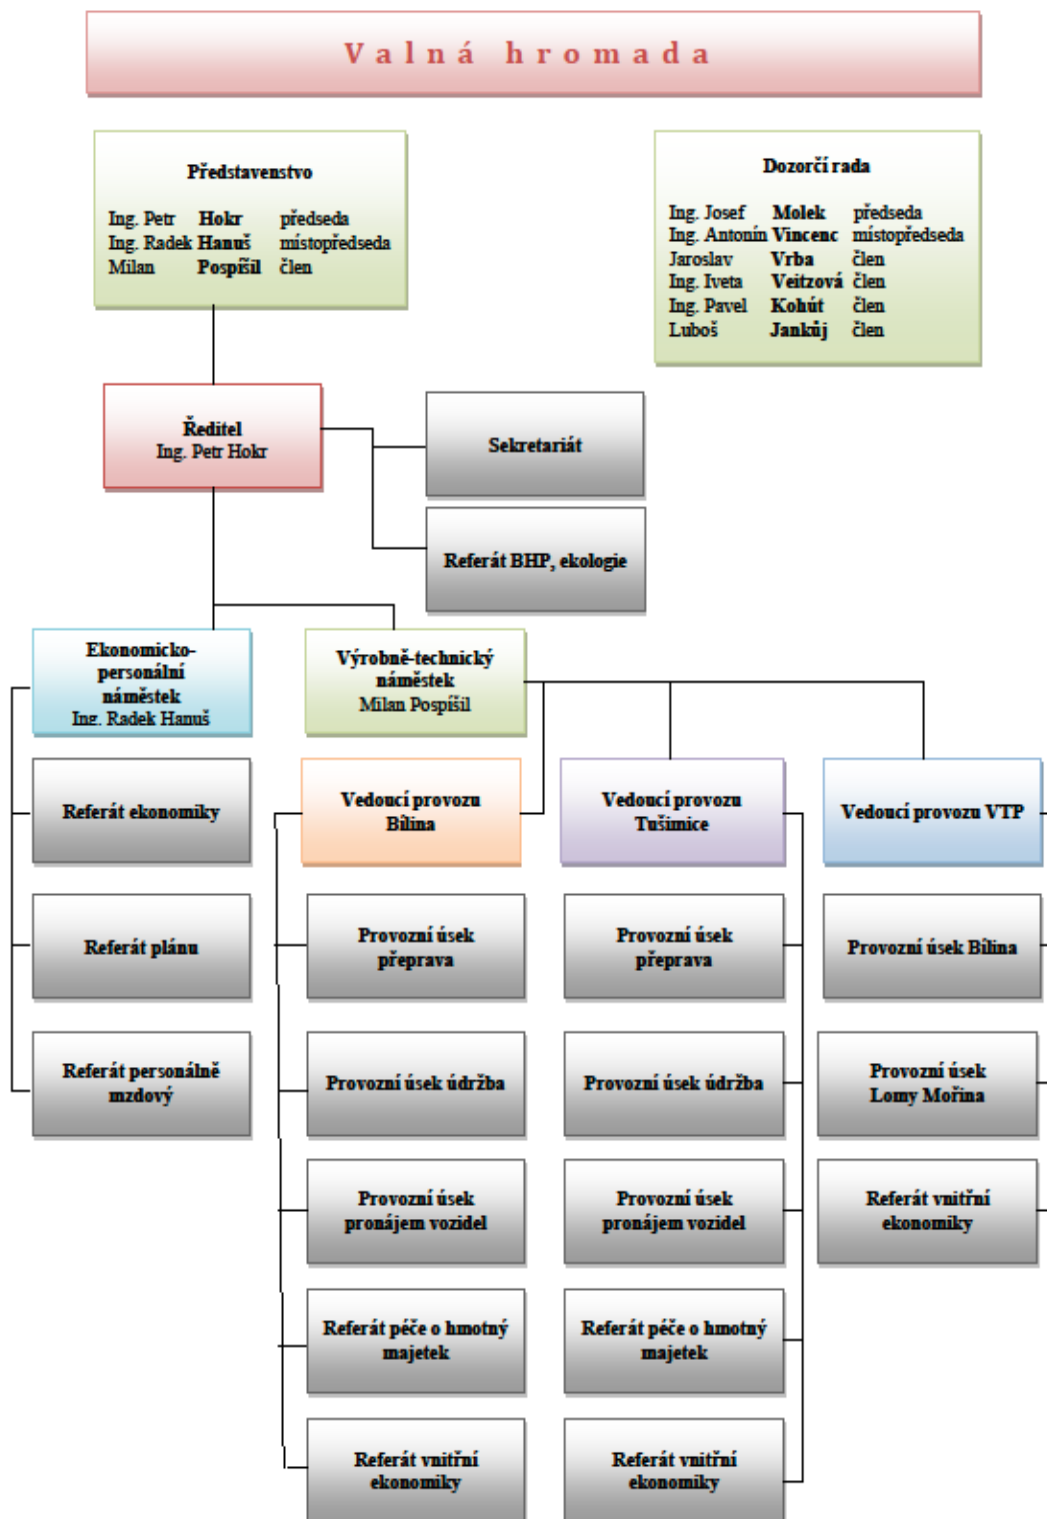 Valná hromada
Představenstvo
Ing. Petr Hokr předseda
Ing. Radek Hanuš místopředseda
Milan Pospíšil člen
Dozorčí rada
Ing. Josef Molek předseda
Ing. Antonín Vincenc místopředseda
Jaroslav Vrba člen
Ing. Iveta Veitzová člen
Ing. Pavel Kohút člen
Luboš Jankůj člen
Ředitel
Ing. Petr Hokr
Sekretariát
Referát BHP, ekologie
Ekonomicko-
personální
náměstek
Ing. Radek Hanuš
Výrobně-technický
náměstek
Milan Pospíšil
Referát ekonomiky
Vedoucí provozu
Bílina
Vedoucí provozu
Tušimice
Vedoucí provozu VTP
Referát plánu
Provozní úsek
přeprava
Provozní úsek
přeprava
Provozní úsek Bílina
Referát personálně
mzdový
Provozní úsek údržba
Provozní úsek údržba
Provozní úsek
Lomy Mořina
Provozní úsek
pronájem vozidel
Provozní úsek
pronájem vozidel
Referát vnitřní
ekonomiky
Referát péče o hmotný
majetek
Referát péče o hmotný
majetek
Referát vnitřní
ekonomiky
Referát vnitřní
ekonomiky